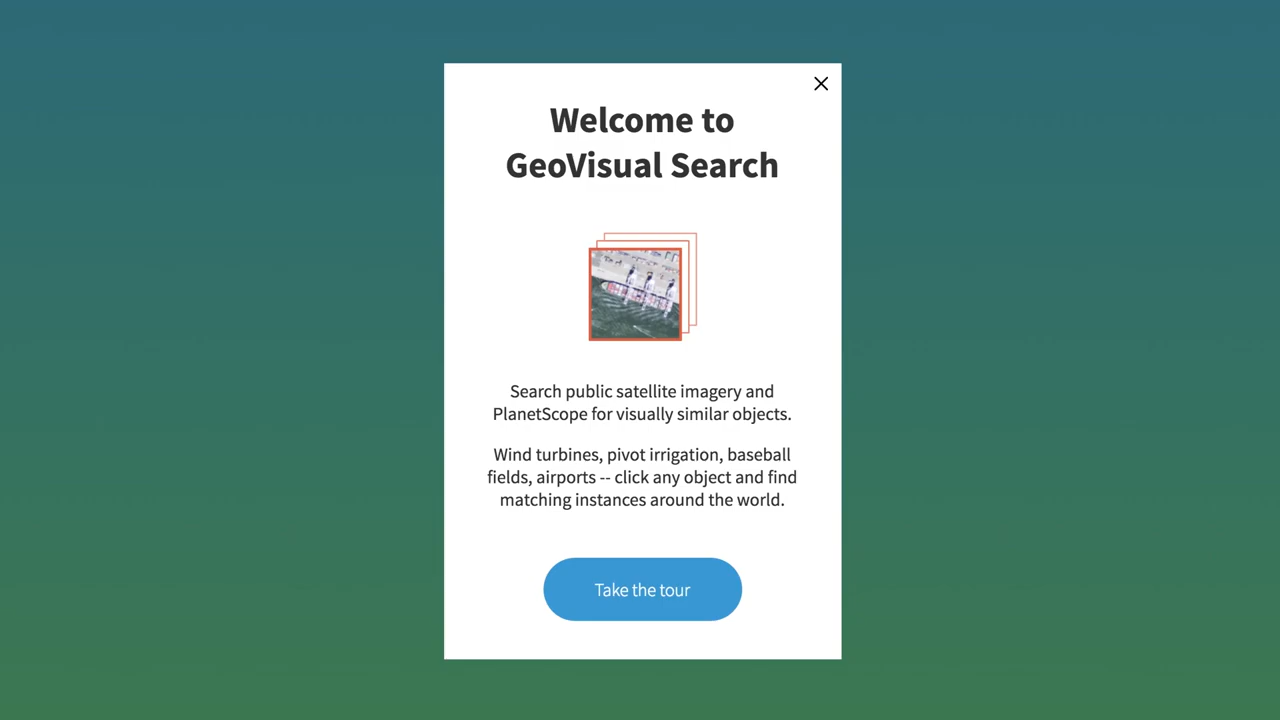 Welcome to
GeoVisual Search
Search public satellite imagery and
PlanetScope for visually similar objects.
Wind turbines, pivot irrigation, baseball
fields, airports -- click any object and find
matching instances around the world.
Take the tour